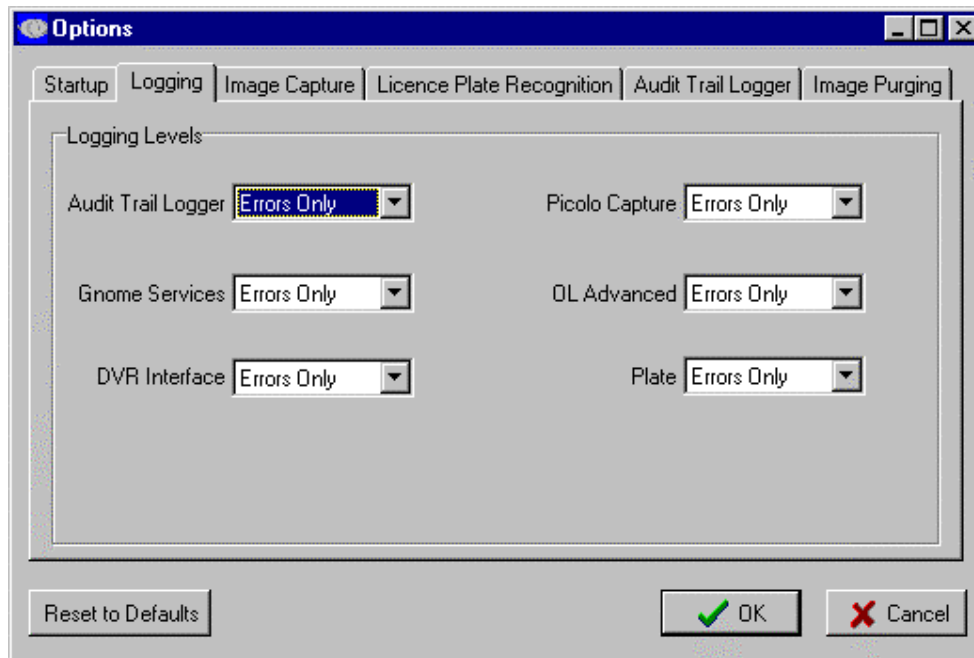 Options
Startup Logging Image Capture Licence Plate Recognition Audit Trail Logger Image Purging
Logging Levels
Audit Trail Logger Errors Only Picolo Capture Errors Only
Gnome Services Errors Only OL Advanced Errors Only
DVR Interface Errors Only Plate Errors Only
Reset to Defaults OK Cancel